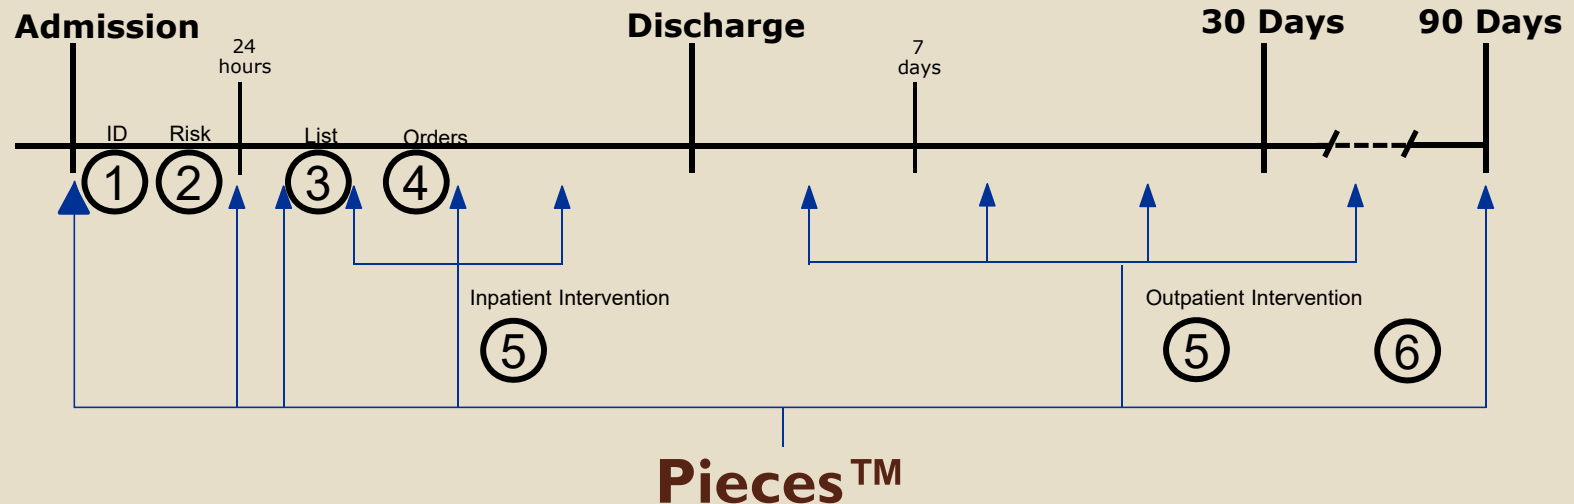 Admission
24
hours
Discharge
7
days
30 Days
90 Days
ID
Risk
List
Orders
1
2
3
4
Inpatient Intervention
Outpatient Intervention
5
5
6
Pieces™